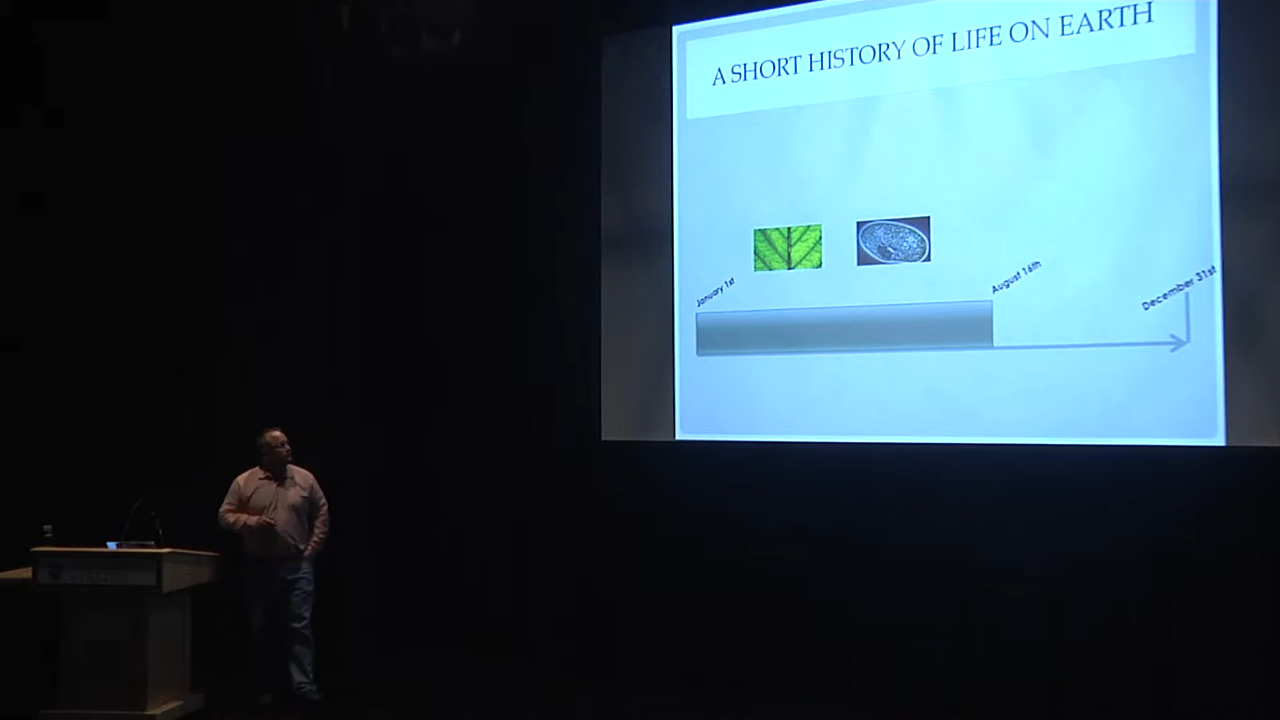 A SHORT HISTORY OF LIFE ON EARTH
January 1st
August 16th
December 31st